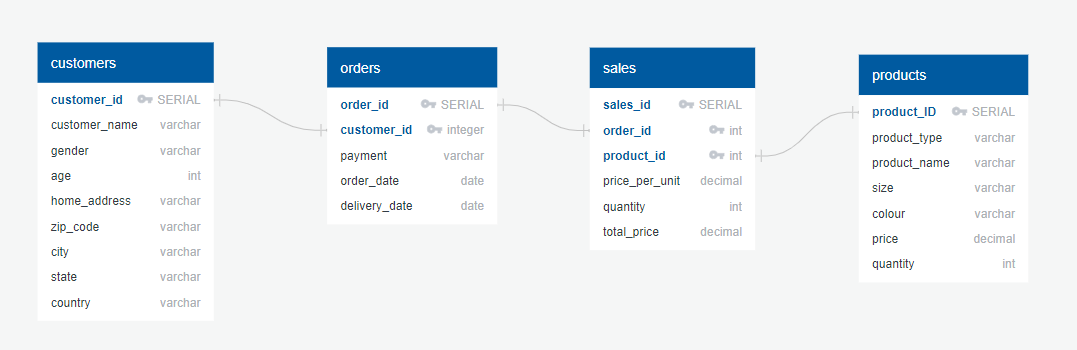 customers
customer_id SERIAL
customer_name varchar
gender varchar
age int
home_address varchar
zip_code varchar
city varchar
state varchar
country varchar
orders
order_id SERIAL
customer_id integer
payment varchar
order_date date
delivery_date date
sales
sales_id SERIAL
order_id int
product_id int
price_per_unit decimal
quantity int
total_price decimal
products
product_ID SERIAL
product_type varchar
product_name varchar
size varchar
colour varchar
price decimal
quantity int